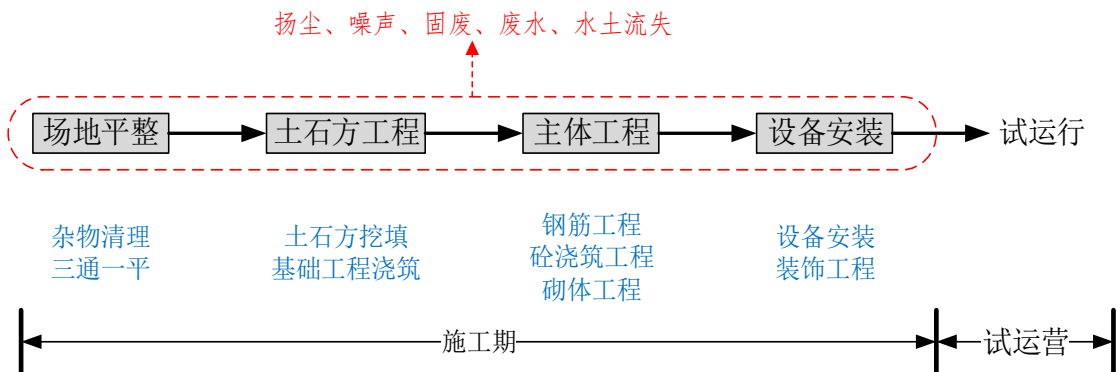 扬尘、噪声、固废、废水、水土流失
场地平整
土石方工程
主体工程
设备安装
试运行
杂物清理
三通一平
土石方挖填
基础工程浇筑
钢筋工程
砼浇筑工程
砌体工程
设备安装
装饰工程
施工期
试运营